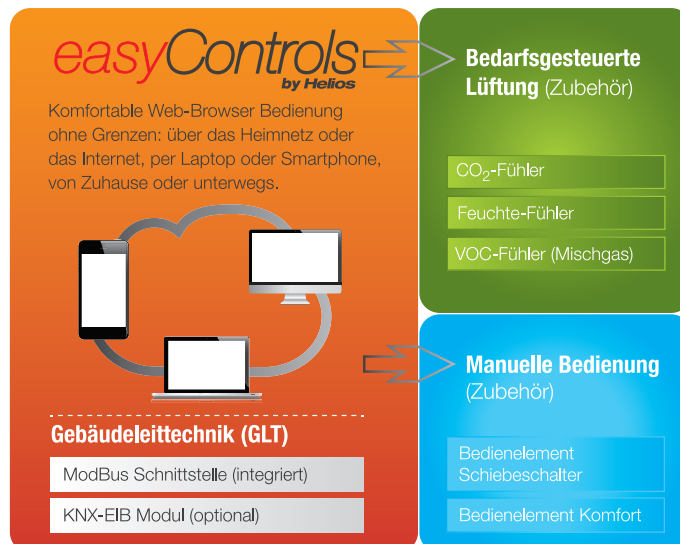 easyControls
by Helios
Komfortable Web-Browser Bedienung
ohne Grenzen: über das Heimnetz oder
das Internet, per Laptop oder Smartphone,
von Zuhause oder unterwegs.
Gebäudeleittechnik (GLT)
ModBus Schnittstelle (integriert)
KNX-EIB Modul (optional)
Bedarfsgesteuerte
Lüftung (Zubehör)
CO₂-Fühler
Feuchte-Fühler
VOC-Fühler (Mischgas)
Manuelle Bedienung
(Zubehör)
Bedienelement
Schiebeschalter
Bedienelement Komfort